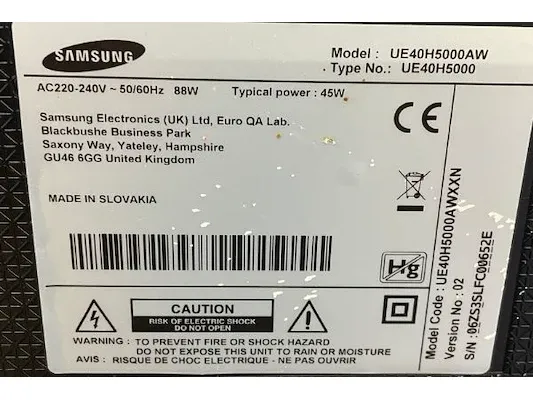 SAMSUNG
Model : UE40H5000AW
Type No.: UE40H5000
AC220-240V ~ 50/60Hz 88W Typical power : 45W
Samsung Electronics (UK) Ltd, Euro QA Lab.
Blackbushe Business Park
Saxony Way, Yateley, Hampshire
GU46 6GG United Kingdom
CE
MADE IN SLOVAKIA
Hg
CAUTION
RISK OF ELECTRIC SHOCK
DO NOT OPEN
WARNING : TO PREVENT FIRE OR SHOCK HAZARD
DO NOT EXPOSE THIS UNIT TO RAIN OR MOISTURE
AVIS : RISQUE DE CHOC ELECTRIQUE - NE PAS OUVRIR
Model Code : UE40H5000AWXXN
Version No : 02
S/N : 06ZS3SLFC00652E